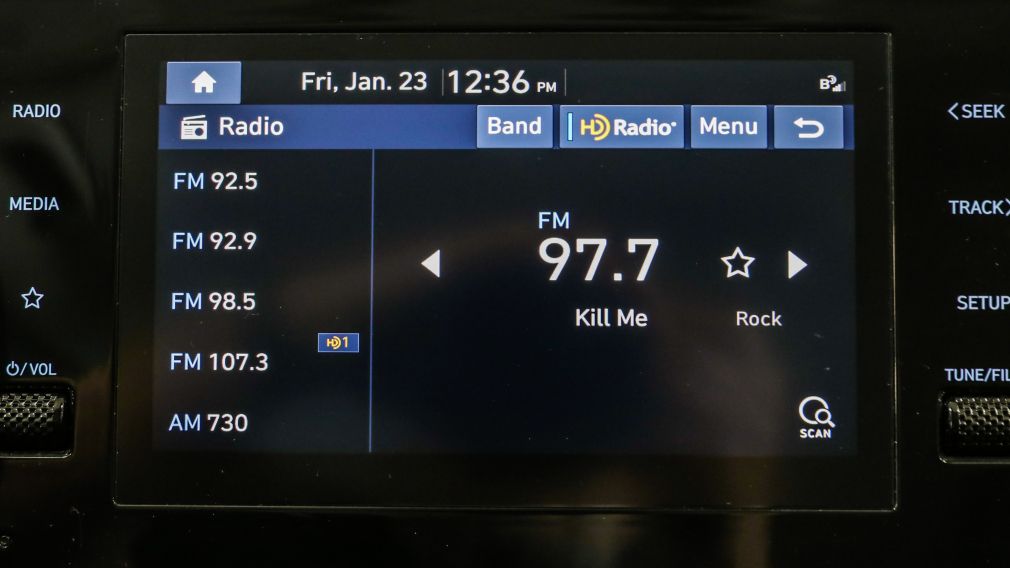 Fri, Jan. 23 12:36 PM
RADIO
MEDIA
/VOL
Radio
Band
HD Radio
Menu
FM 92.5
FM 92.9
FM 98.5
FM 107.3
HD1
AM 730
FM
97.7
Kill Me
Rock
SCAN
SEEK
TRACK
SETUP
TUNE/FIL